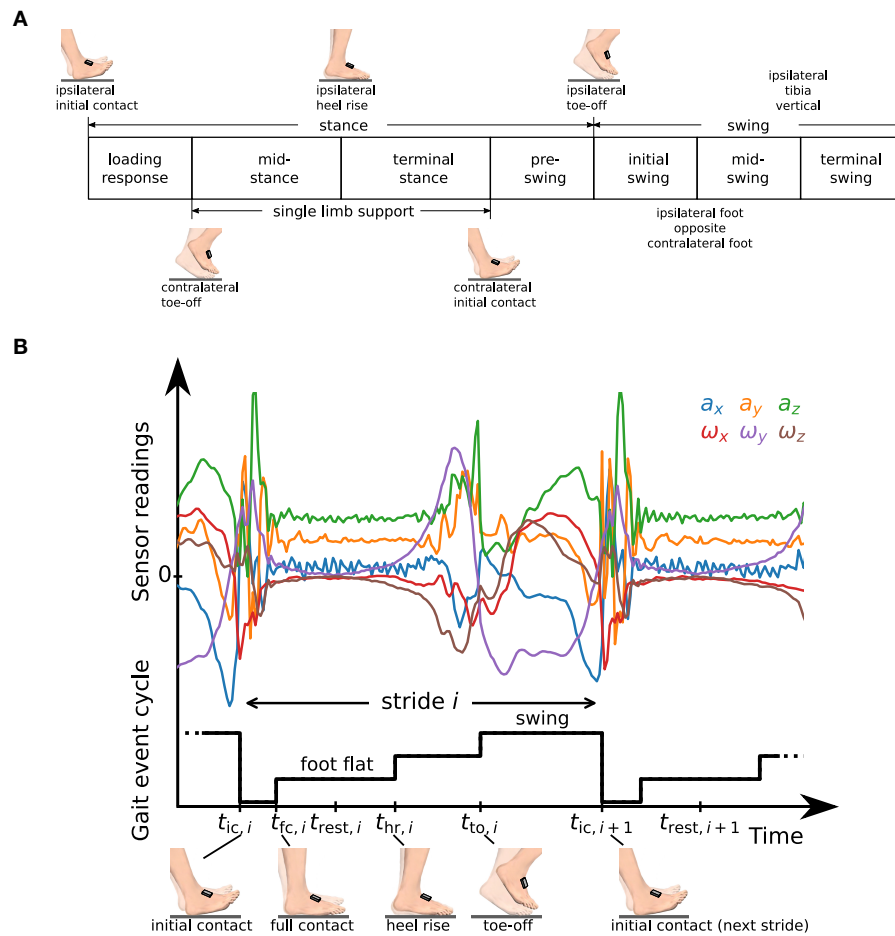 A
ipsilateral
initial contact
ipsilateral
heel rise
ipsilateral
toe-off
ipsilateral
tibia
vertical
stance
swing
loading
response
mid-
stance
terminal
stance
pre-
swing
initial
swing
mid-
swing
terminal
swing
single limb support
ipsilateral foot
opposite
contralateral foot
contralateral
toe-off
contralateral
initial contact
B
Sensor readings
0
a_x a_y a_z
ω_x ω_y ω_z
Gait event cycle
stride i
swing
foot flat
t_ic, i t_fc, i t_rest, i t_hr, i t_to, i t_ic, i+1 t_rest, i+1
Time
initial contact
full contact
heel rise
toe-off
initial contact (next stride)